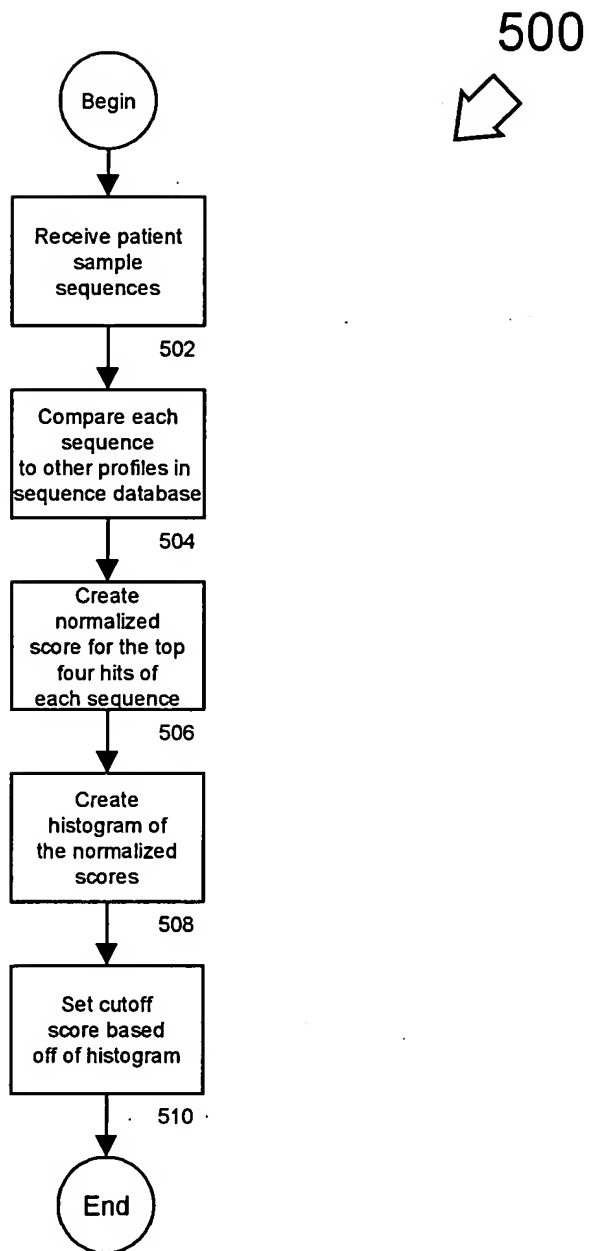 500
Begin
Receive patient
sample
sequences
502
Compare each
sequence
to other profiles in
sequence database
504
Create
normalized
score for the top
four hits of
each sequence
506
Create
histogram of
the normalized
scores
508
Set cutoff
score based
off of histogram
510
End